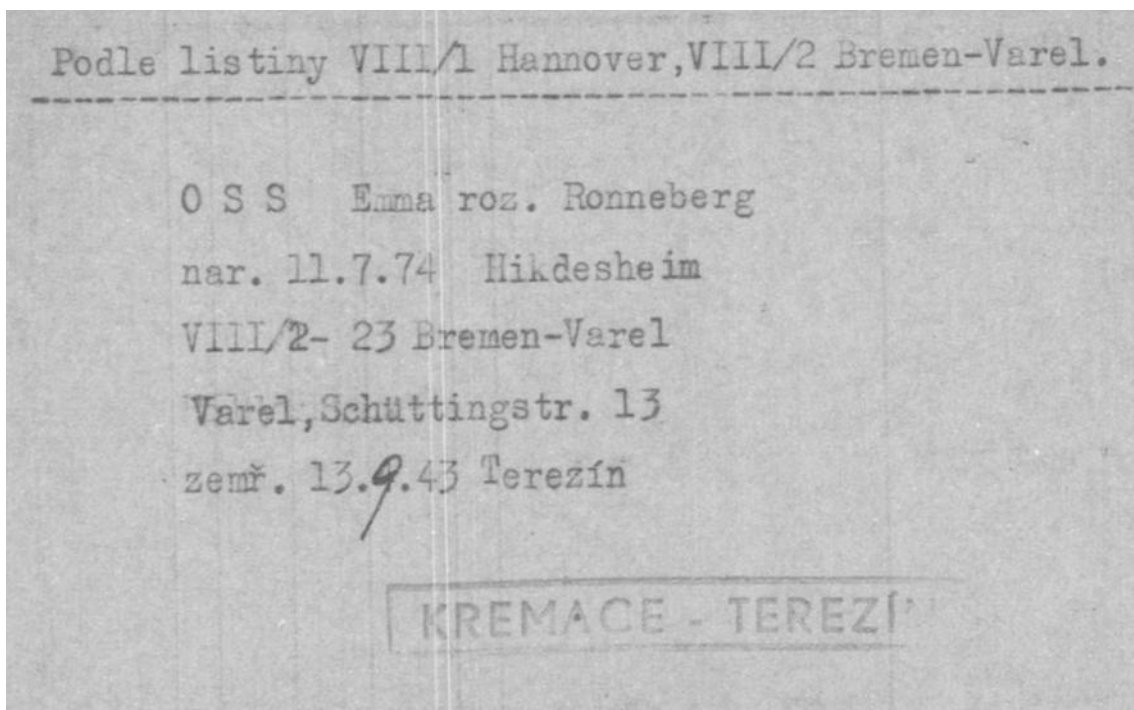 Podle listiny VIII/1 Hannover,VIII/2 Bremen-Varel.
O S S Emma roz. Ronneberg
nar. 11.7.74 Hikdesheim
VIII/2- 23 Bremen-Varel
Varel,Schüttingstr. 13
zemř. 13.9.43 Terezín
KREMACE - TEREZÍN